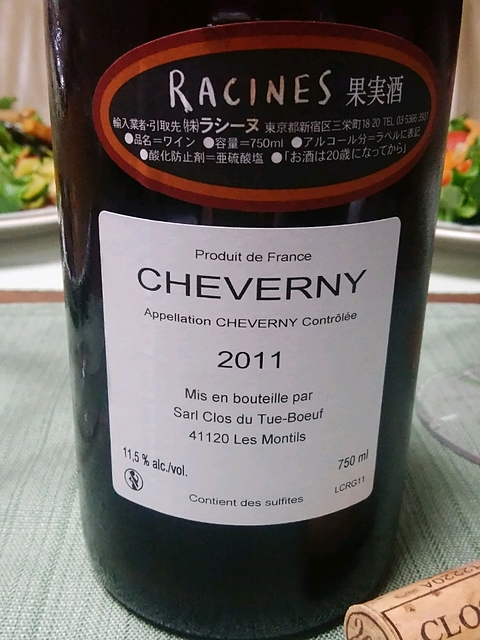 RACINES 果実酒
輸入業者・引取先 (株)ラシーヌ 東京都新宿区三栄町18-20 TEL 03-5366-3931
●品名=ワイン ●容量=750ml ●アルコール分=ラベルに表記
●酸化防止剤=亜硫酸塩 ●「お酒は20歳になってから」
Produit de France
CHEVERNY
Appellation CHEVERNY Contrôlée
2011
Mis en bouteille par
Sarl Clos du Tue-Boeuf
41120 Les Montils
11,5 % alc./vol.
750 ml
LCRG11
Contient des sulfites
CLO